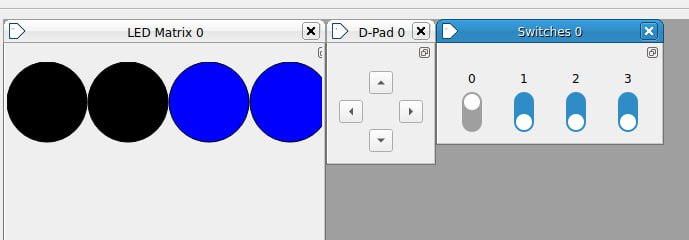 LED Matrix 0
D-Pad 0
Switches 0
0 1 2 3